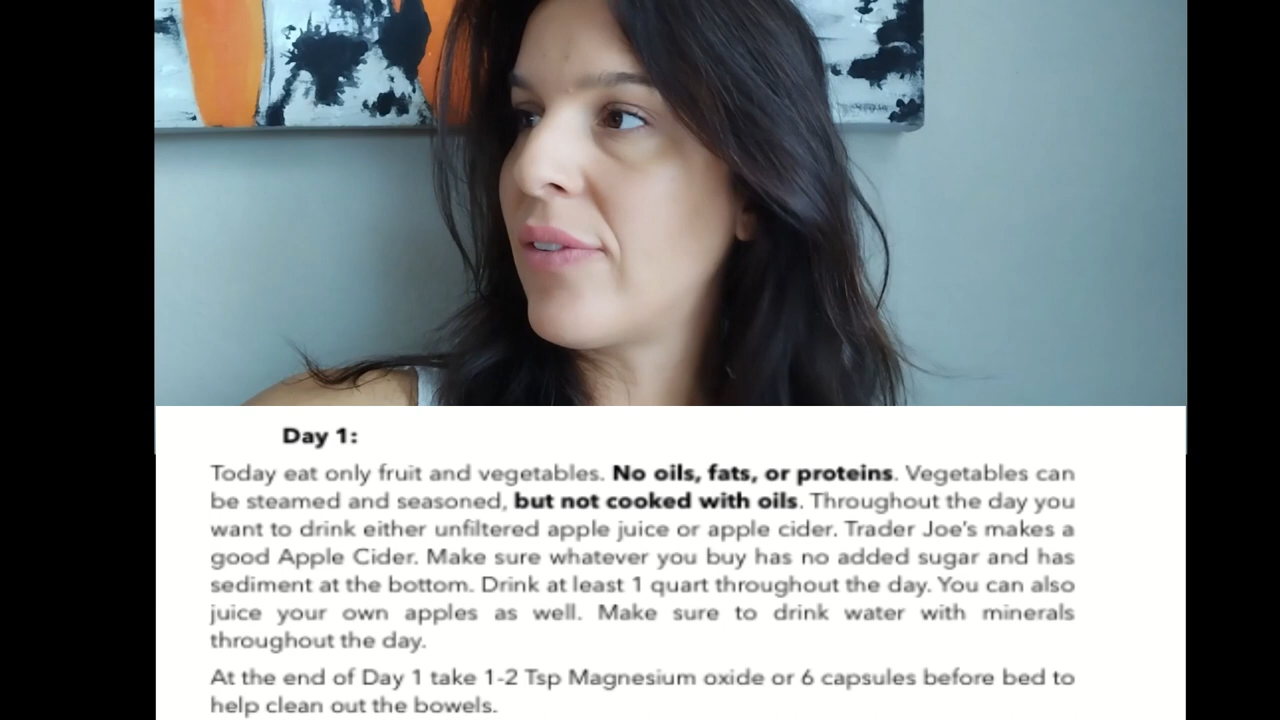 Day 1:
Today eat only fruit and vegetables. No oils, fats, or proteins. Vegetables can
be steamed and seasoned, but not cooked with oils. Throughout the day you
want to drink either unfiltered apple juice or apple cider. Trader Joe's makes a
good Apple Cider. Make sure whatever you buy has no added sugar and has
sediment at the bottom. Drink at least 1 quart throughout the day. You can also
juice your own apples as well. Make sure to drink water with minerals
throughout the day.
At the end of Day 1 take 1-2 Tsp Magnesium oxide or 6 capsules before bed to
help clean out the bowels.